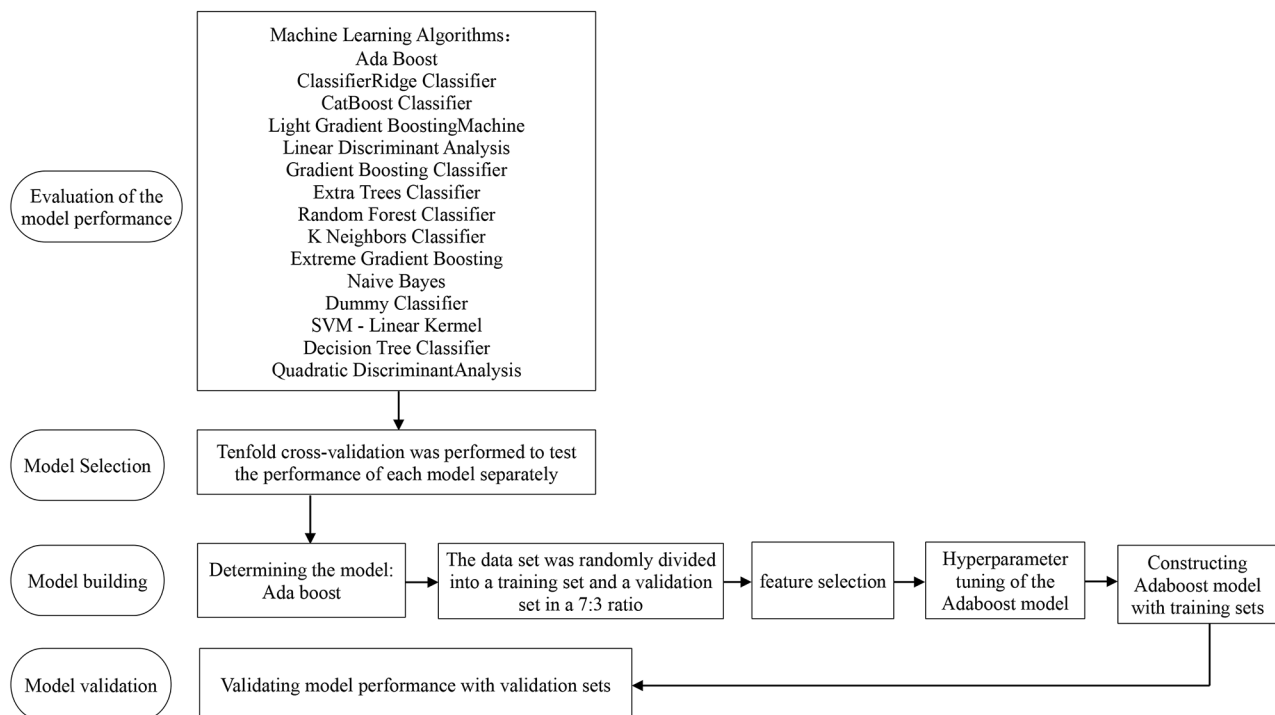 Machine Learning Algorithms：
Ada Boost
ClassifierRidge Classifier
CatBoost Classifier
Light Gradient BoostingMachine
Linear Discriminant Analysis
Gradient Boosting Classifier
Extra Trees Classifier
Random Forest Classifier
K Neighbors Classifier
Extreme Gradient Boosting
Naive Bayes
Dummy Classifier
SVM - Linear Kernel
Decision Tree Classifier
Quadratic DiscriminantAnalysis
Evaluation of the
model performance
Model Selection
Tenfold cross-validation was performed to test
the performance of each model separately
Model building
Determining the model:
Ada boost
The data set was randomly divided
into a training set and a validation
set in a 7:3 ratio
feature selection
Hyperparameter
tuning of the
Adaboost model
Constructing
Adaboost model
with training sets
Model validation
Validating model performance with validation sets